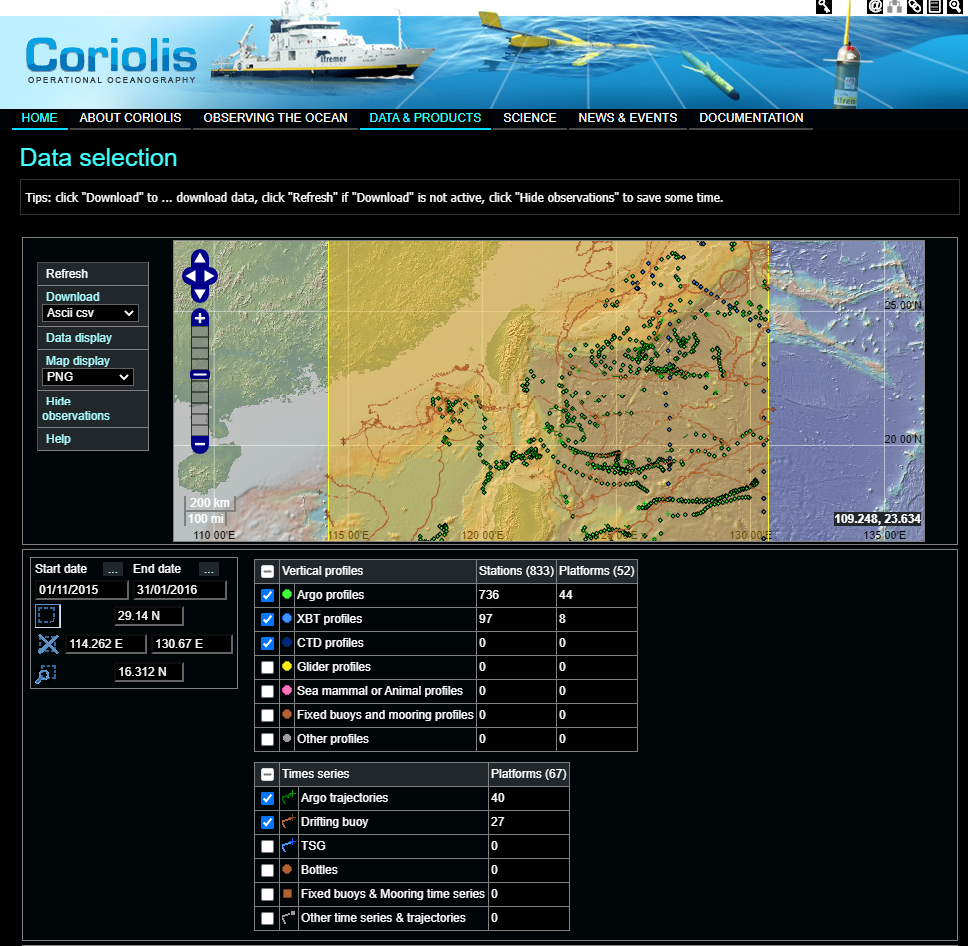 Coriolis
OPERATIONAL OCEANOGRAPHY
Ifremer
HOME ABOUT CORIOLIS OBSERVING THE OCEAN DATA & PRODUCTS SCIENCE NEWS & EVENTS DOCUMENTATION
Data selection
Tips: click "Download" to ... download data, click "Refresh" if "Download" is not active, click "Hide observations" to save some time.
Refresh
Download
Ascii csv
Data display
Map display
PNG
Hide
observations
Help
25.00'N
20 00'N
200 km
100 mi
109.248, 23.634
110 00'E 115 00'E 120 00'E 125 00'E 130 00'E 135 00'E
Start date ... End date ...
01/11/2015 31/01/2016
29.14 N
114.262 E 130.67 E
16.312 N
Vertical profiles Stations (833) Platforms (52)
Argo profiles 736 44
XBT profiles 97 8
CTD profiles 0 0
Glider profiles 0 0
Sea mammal or Animal profiles 0 0
Fixed buoys and mooring profiles 0 0
Other profiles 0 0
Times series Platforms (67)
Argo trajectories 40
Drifting buoy 27
TSG 0
Bottles 0
Fixed buoys & Mooring time series 0
Other time series & trajectories 0